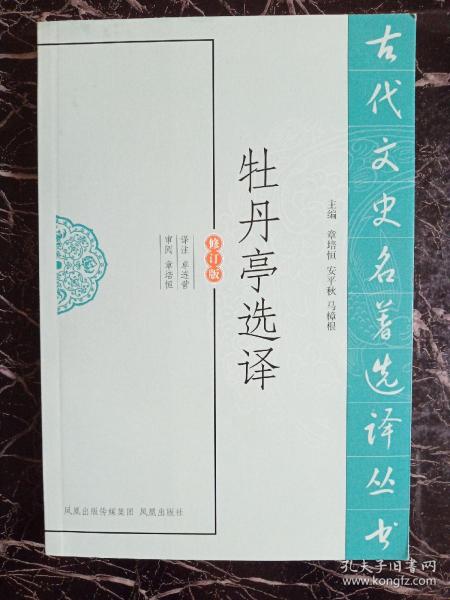 古代文史名著选译丛书
主编 章培恒 安平秋 马樟根
牡丹亭选译
修订版
译注 卓连营
审阅 章培恒
凤凰出版传媒集团 凤凰出版社
孔夫子旧书网
www.kongfz.com